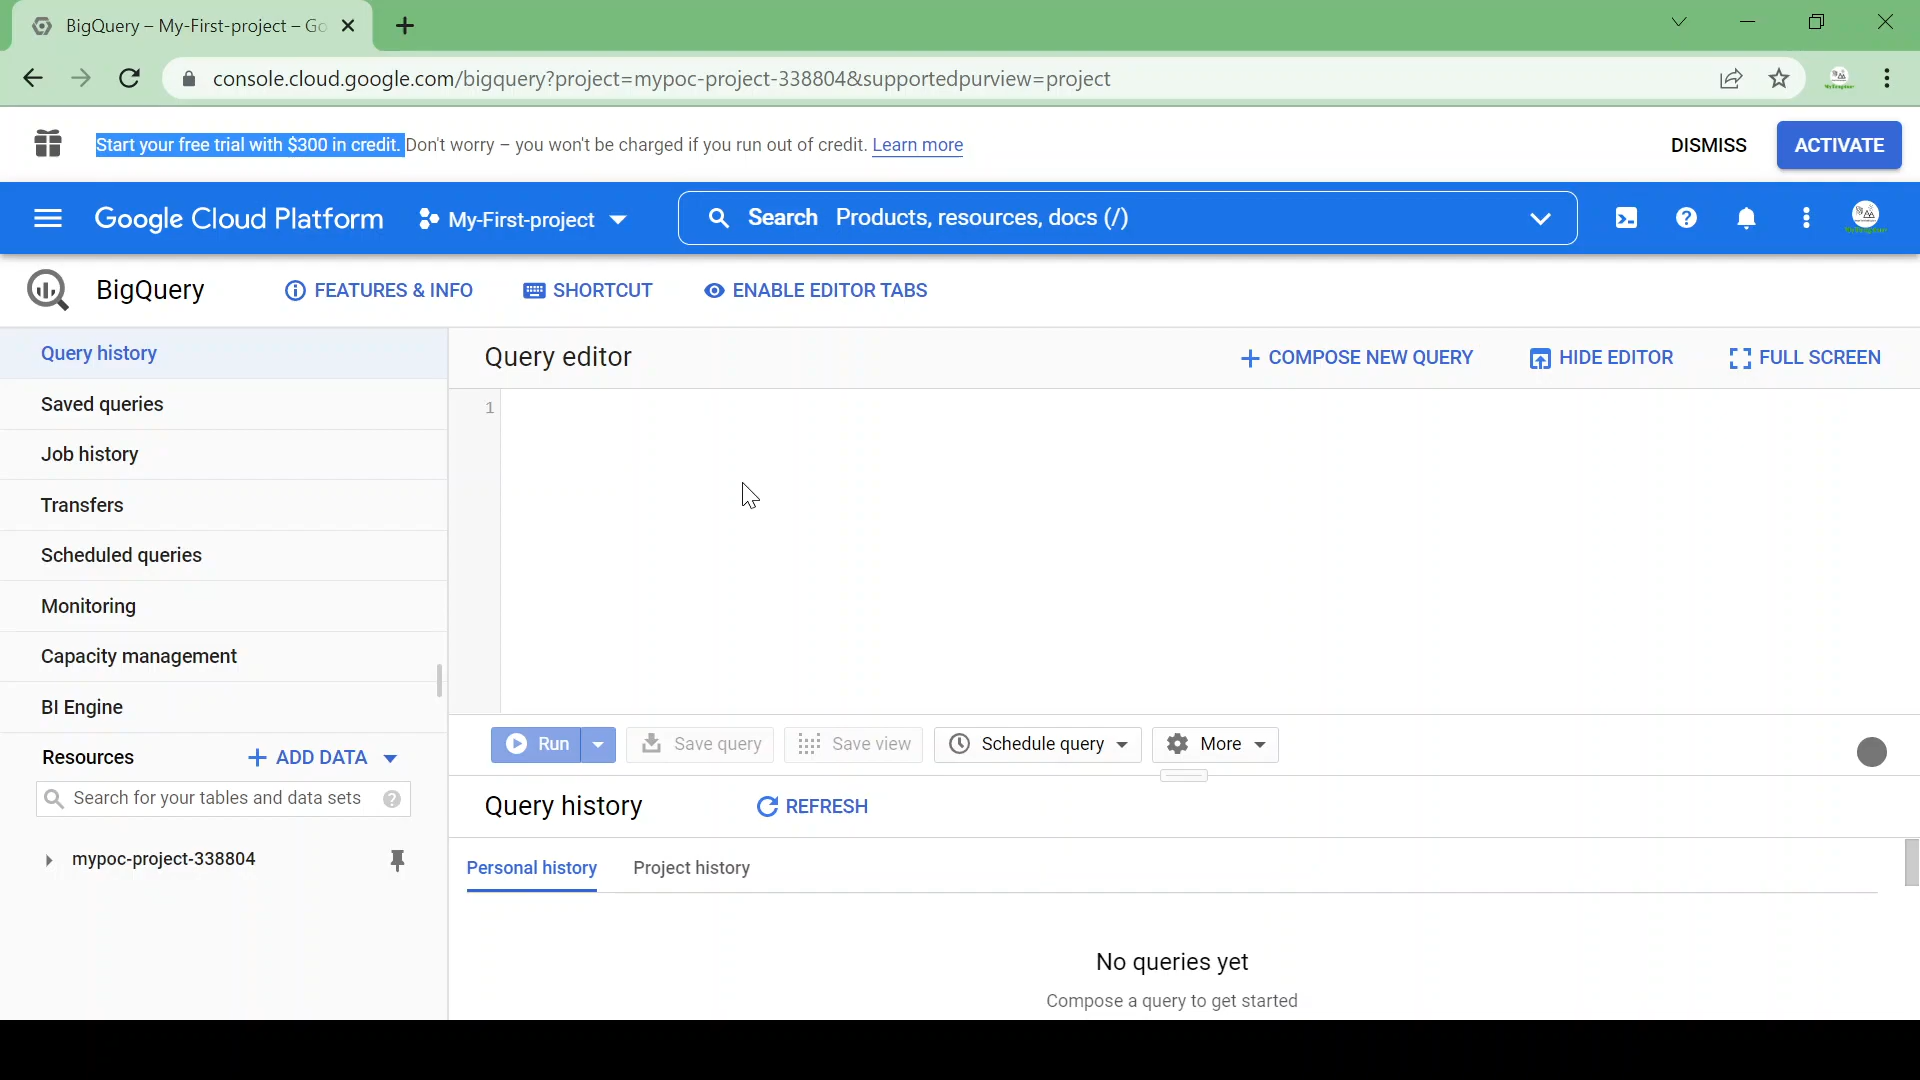 BigQuery – My-First-project – Go
console.cloud.google.com/bigquery?project=mypoc-project-338804&supportedpurview=project
Start your free trial with $300 in credit. Don't worry – you won't be charged if you run out of credit. Learn more
DISMISS
ACTIVATE
Google Cloud Platform
My-First-project
Search Products, resources, docs (/)
BigQuery
FEATURES & INFO
SHORTCUT
ENABLE EDITOR TABS
Query history
Saved queries
Job history
Transfers
Scheduled queries
Monitoring
Capacity management
BI Engine
Resources
ADD DATA
Search for your tables and data sets
mypoc-project-338804
Query editor
COMPOSE NEW QUERY
HIDE EDITOR
FULL SCREEN
1
Run
Save query
Save view
Schedule query
More
Query history
REFRESH
Personal history
Project history
No queries yet
Compose a query to get started